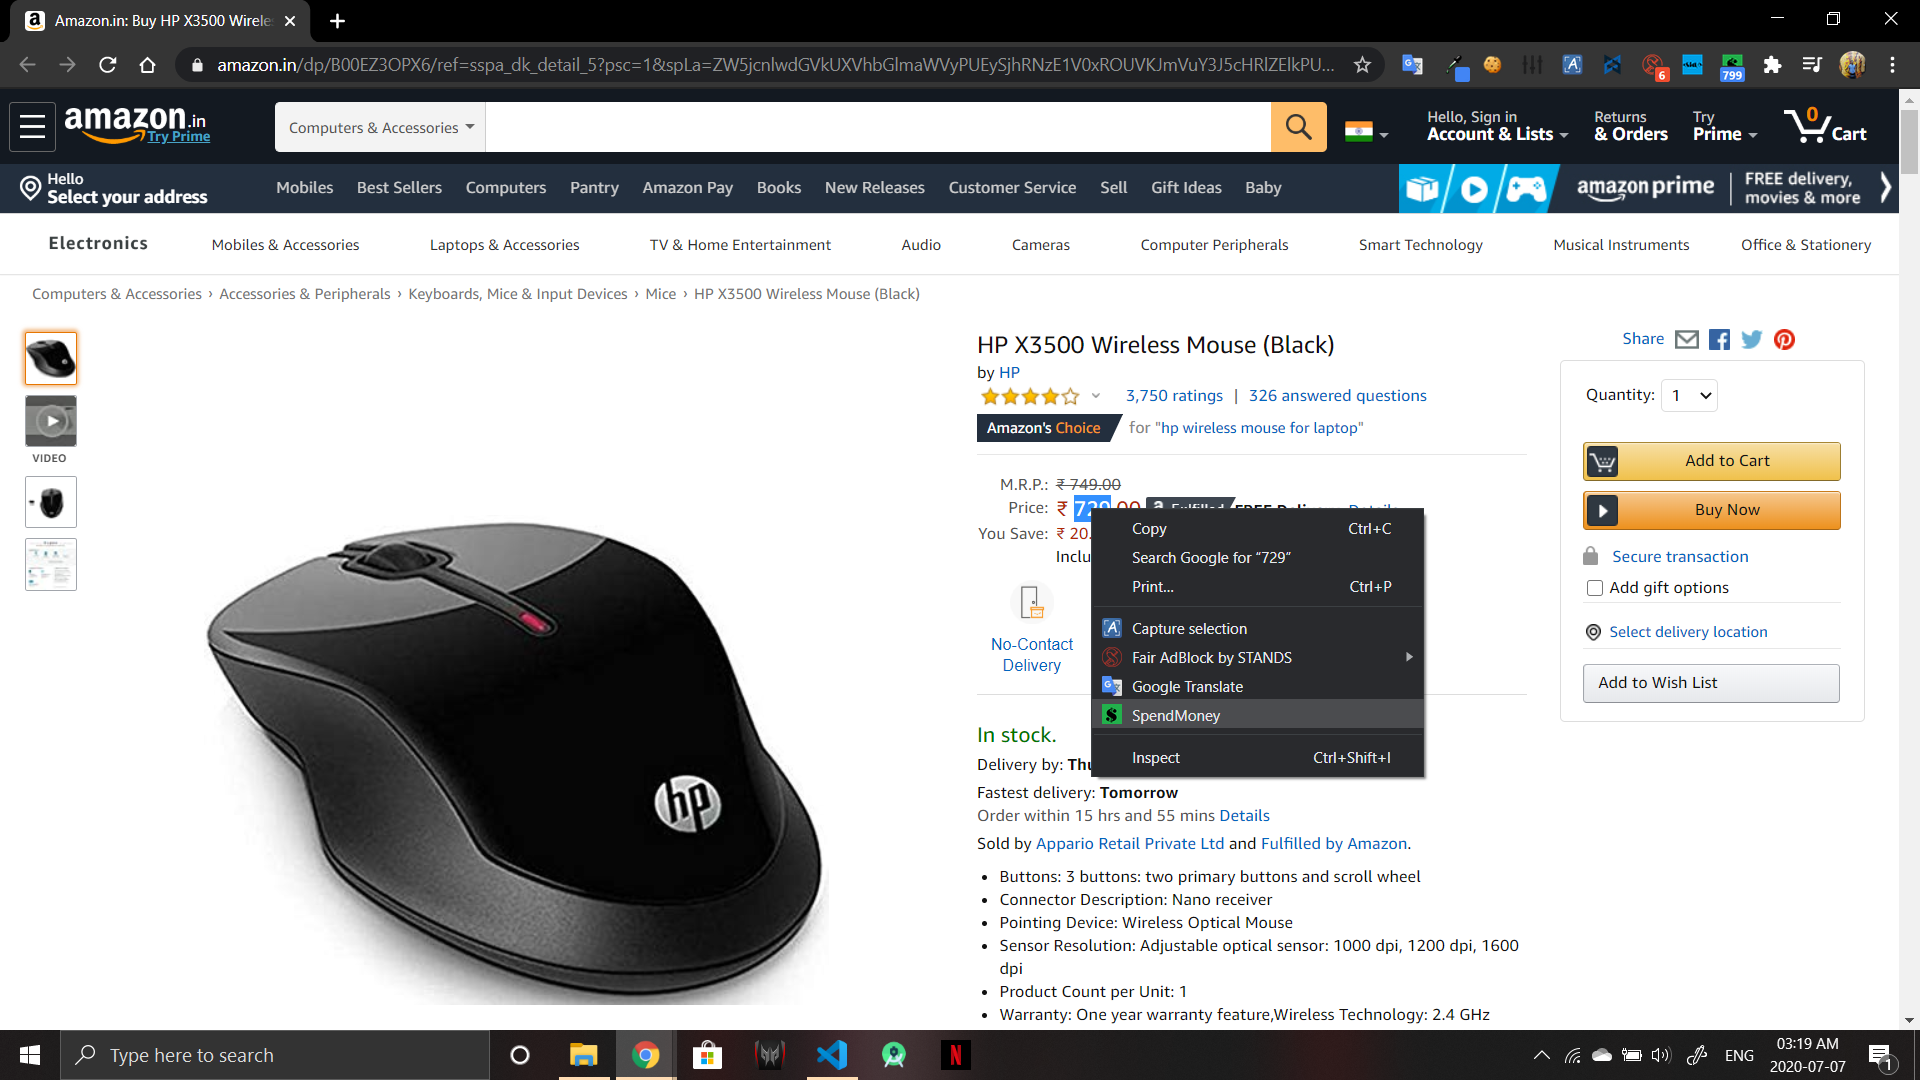 Amazon.in: Buy HP X3500 Wirele
amazon.in/dp/B00EZ3OPX6/ref=sspa_dk_detail_5?psc=1&spLa=ZW5jcnlwdGVkUXVhbGlmaWVyPUEySjhRNzE1V0xROUVKJmVuY3J5cHRlZElkPU...
6
799
amazon.in
Try Prime
Computers & Accessories
Hello, Sign in
Account & Lists
Returns
& Orders
Try
Prime
0
Cart
Hello
Select your address
Mobiles Best Sellers Computers Pantry Amazon Pay Books New Releases Customer Service Sell Gift Ideas Baby
amazon prime
FREE delivery,
movies & more
Electronics Mobiles & Accessories Laptops & Accessories TV & Home Entertainment Audio Cameras Computer Peripherals Smart Technology Musical Instruments Office & Stationery
Computers & Accessories › Accessories & Peripherals › Keyboards, Mice & Input Devices › Mice › HP X3500 Wireless Mouse (Black)
VIDEO
hp
HP X3500 Wireless Mouse (Black)
by HP
3,750 ratings | 326 answered questions
Amazon's Choice for "hp wireless mouse for laptop"
M.R.P.: ₹ 749.00
Price: ₹ 729.00 Fulfilled FREE Delivery Details
You Save: ₹ 20.
Inclu
No-Contact
Delivery
Copy Ctrl+C
Search Google for “729”
Print... Ctrl+P
Capture selection
Fair AdBlock by STANDS
Google Translate
SpendMoney
Inspect Ctrl+Shift+I
In stock.
Delivery by: Thu
Fastest delivery: Tomorrow
Order within 15 hrs and 55 mins Details
Sold by Appario Retail Private Ltd and Fulfilled by Amazon.
• Buttons: 3 buttons: two primary buttons and scroll wheel
• Connector Description: Nano receiver
• Pointing Device: Wireless Optical Mouse
• Sensor Resolution: Adjustable optical sensor: 1000 dpi, 1200 dpi, 1600
dpi
• Product Count per Unit: 1
• Warranty: One year warranty feature,Wireless Technology: 2.4 GHz
Share
Quantity: 1
Add to Cart
Buy Now
Secure transaction
Add gift options
Select delivery location
Add to Wish List
Type here to search
N
ENG
03:19 AM
2020-07-07
1